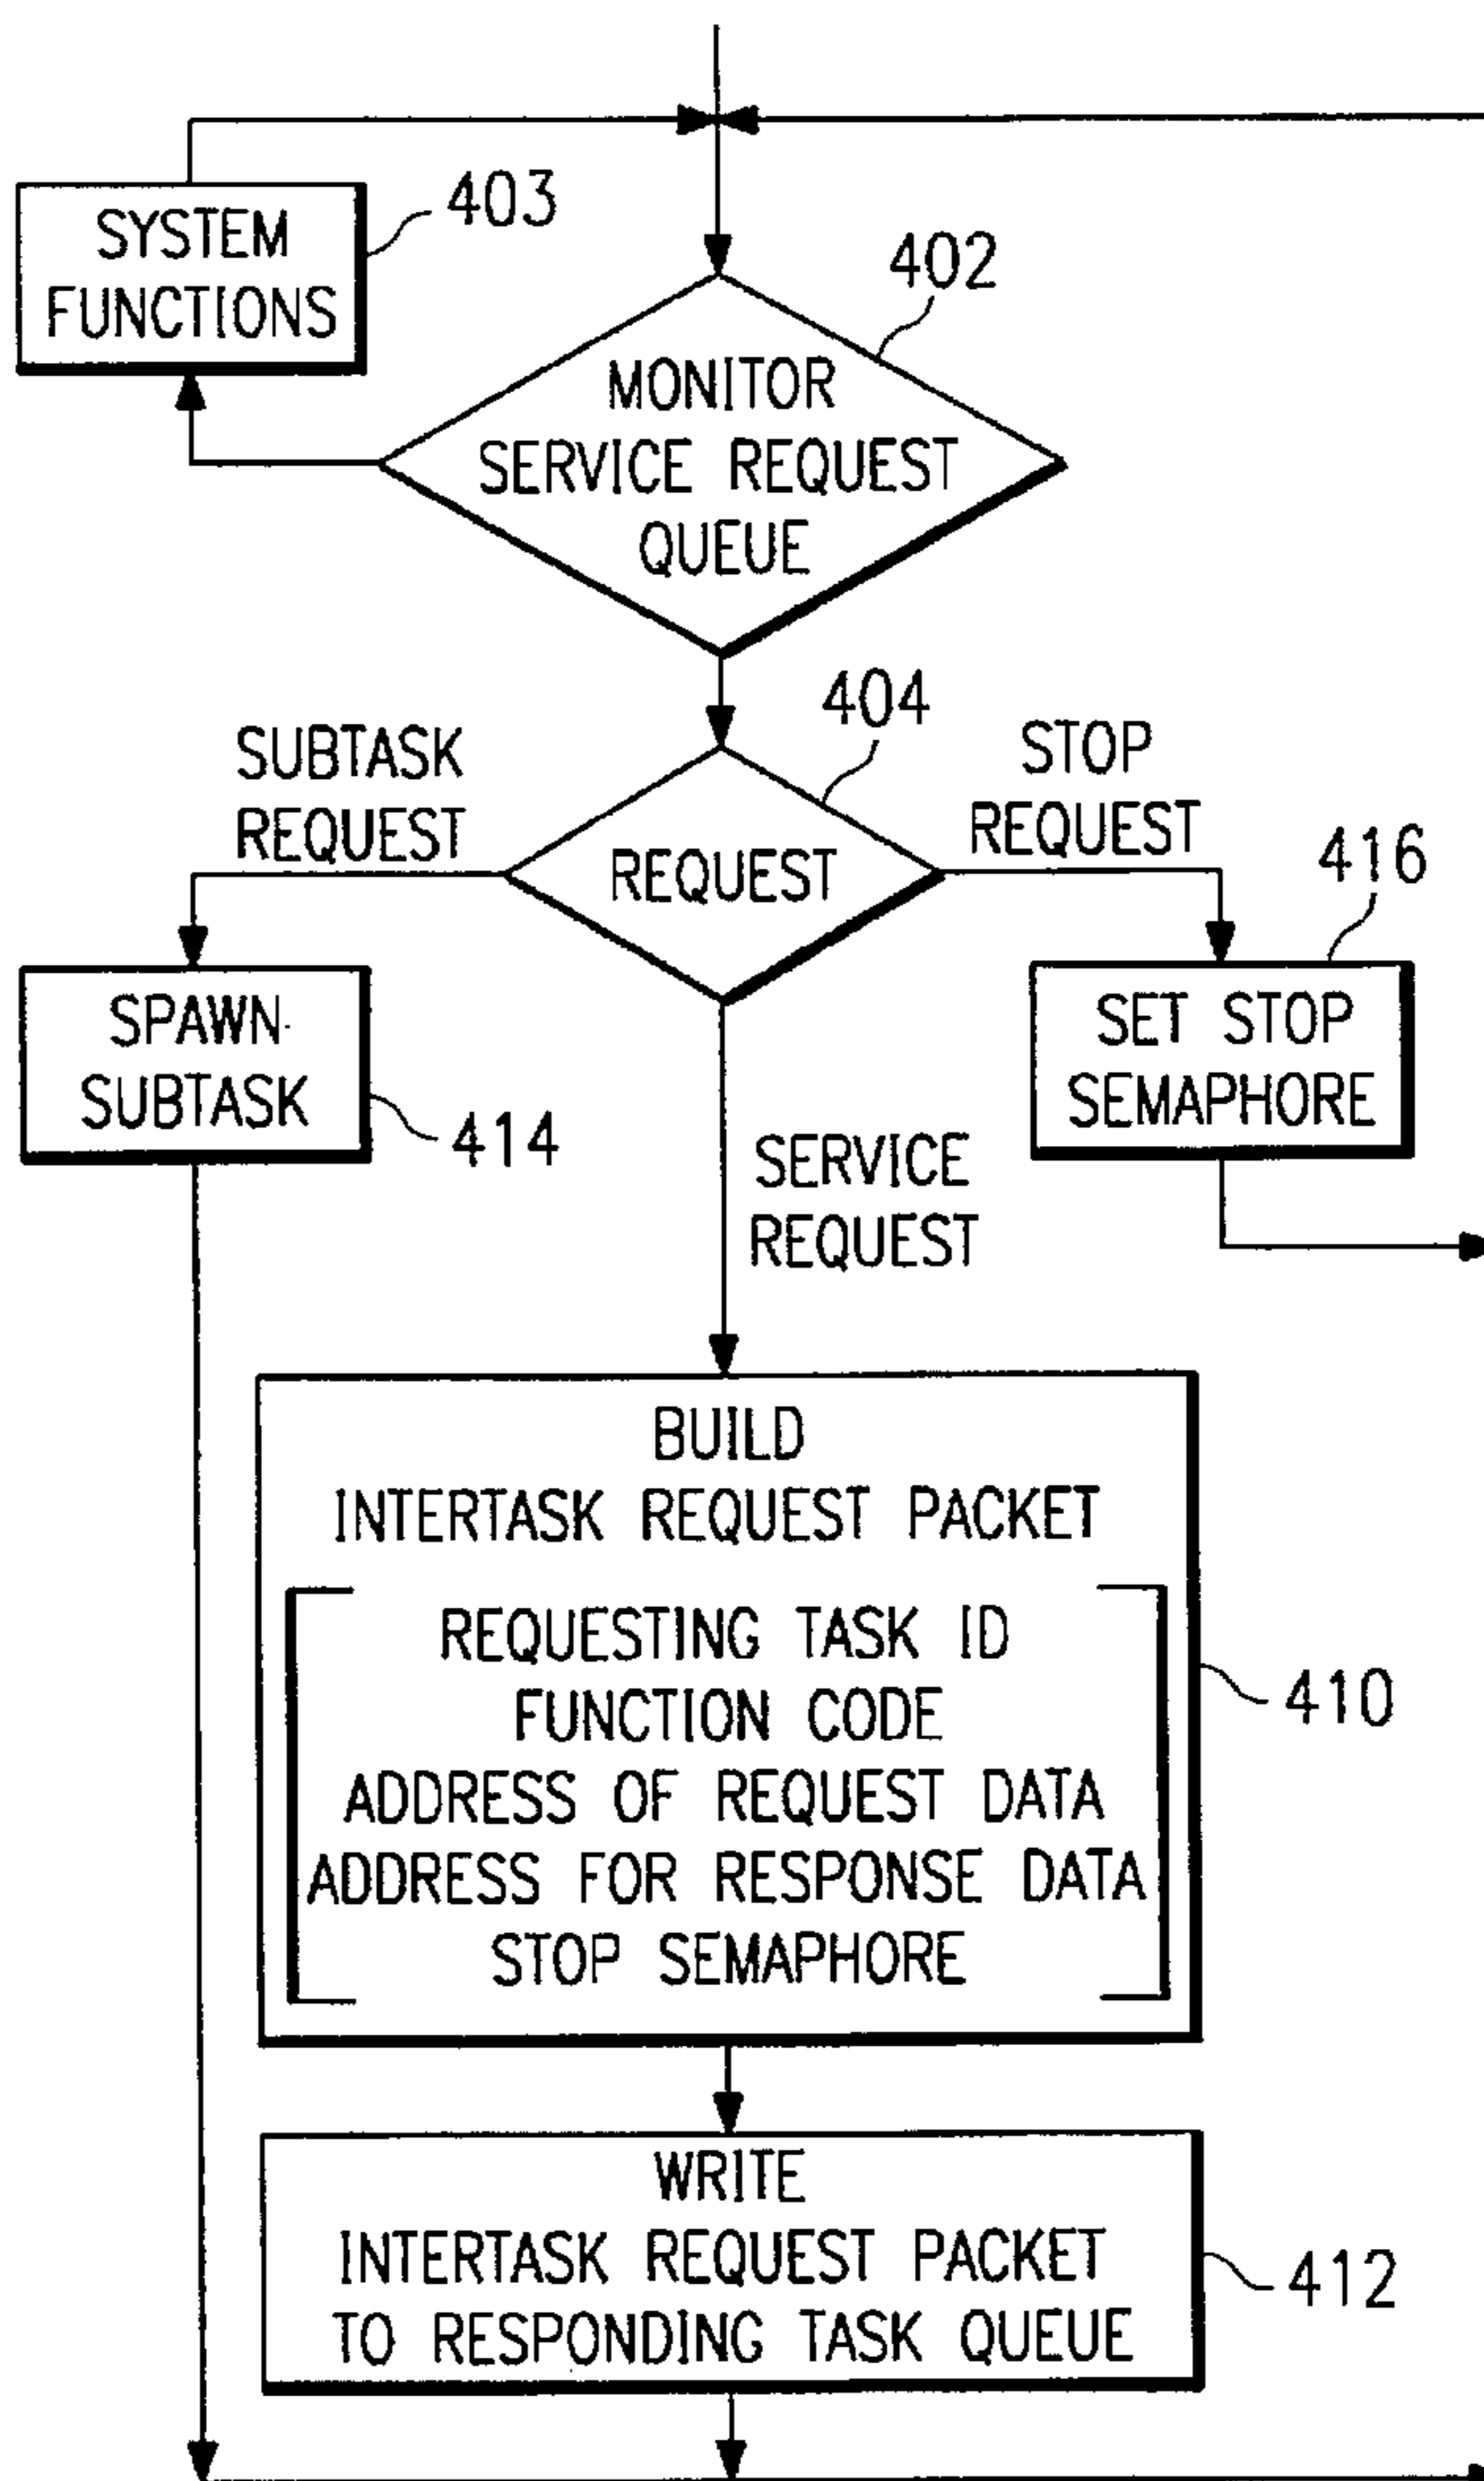 403
SYSTEM
FUNCTIONS
402
MONITOR
SERVICE REQUEST
QUEUE
404
SUBTASK
REQUEST
STOP
REQUEST
REQUEST
416
SPAWN
SUBTASK
414
SET STOP
SEMAPHORE
SERVICE
REQUEST
BUILD
INTERTASK REQUEST PACKET
REQUESTING TASK ID
FUNCTION CODE
ADDRESS OF REQUEST DATA
ADDRESS FOR RESPONSE DATA
STOP SEMAPHORE
410
WRITE
INTERTASK REQUEST PACKET
TO RESPONDING TASK QUEUE
412